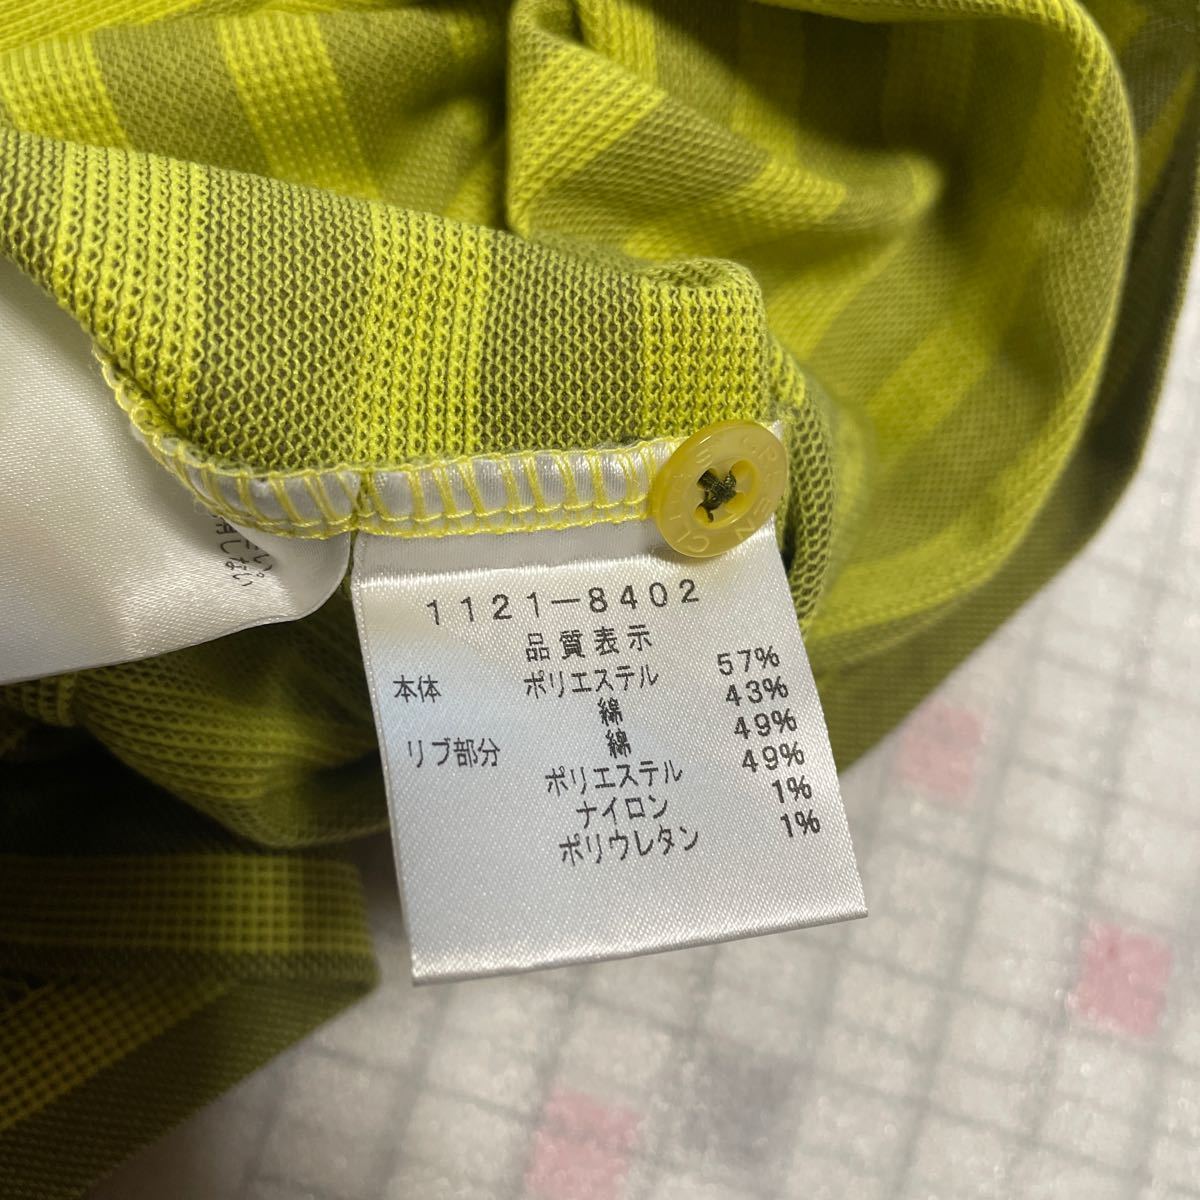 1121-8402
品質表示
本体 ポリエステル 57%
綿 43%
リブ部分 綿 49%
ポリエステル 49%
ナイロン 1%
ポリウレタン 1%
GREEN